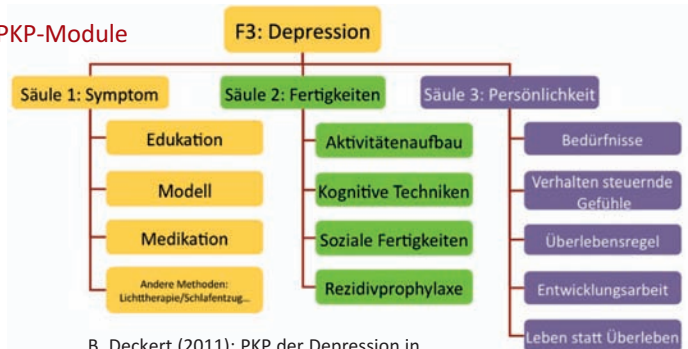 PKP-Module
F3: Depression
Säule 1: Symptom
Edukation
Modell
Medikation
Andere Methoden:
Lichttherapie/Schlafentzug...
Säule 2: Fertigkeiten
Aktivitätenaufbau
Kognitive Techniken
Soziale Fertigkeiten
Rezidivprophylaxe
Säule 3: Persönlichkeit
Bedürfnisse
Verhalten steuernde
Gefühle
Überlebensregel
Entwicklungsarbeit
Leben statt Überleben
B. Deckert (2011): PKP der Depression in